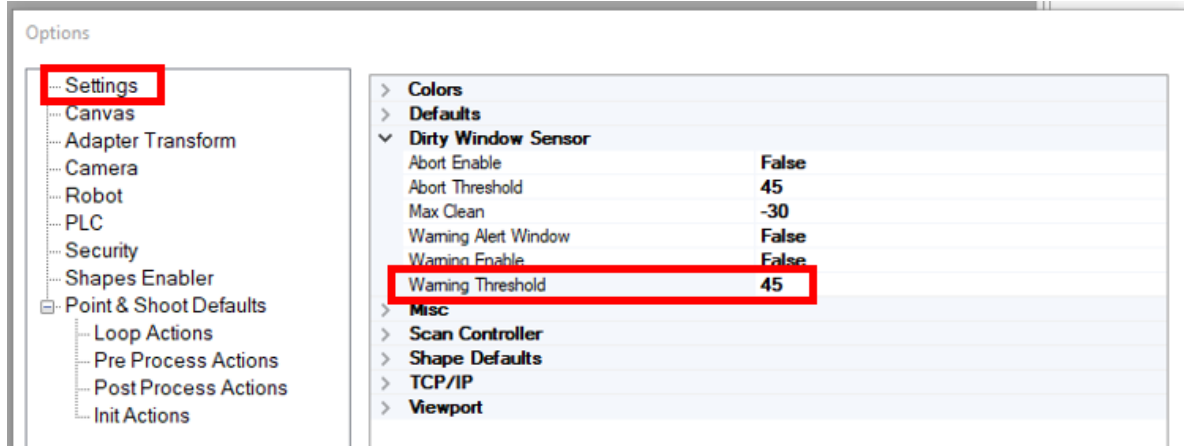 Options
Settings
Canvas
Adapter Transform
Camera
Robot
PLC
Security
Shapes Enabler
Point & Shoot Defaults
Loop Actions
Pre Process Actions
Post Process Actions
Init Actions
Colors
Defaults
Dirty Window Sensor
Abort Enable False
Abort Threshold 45
Max Clean -30
Warning Alert Window False
Warning Enable False
Warning Threshold 45
Misc
Scan Controller
Shape Defaults
TCP/IP
Viewport